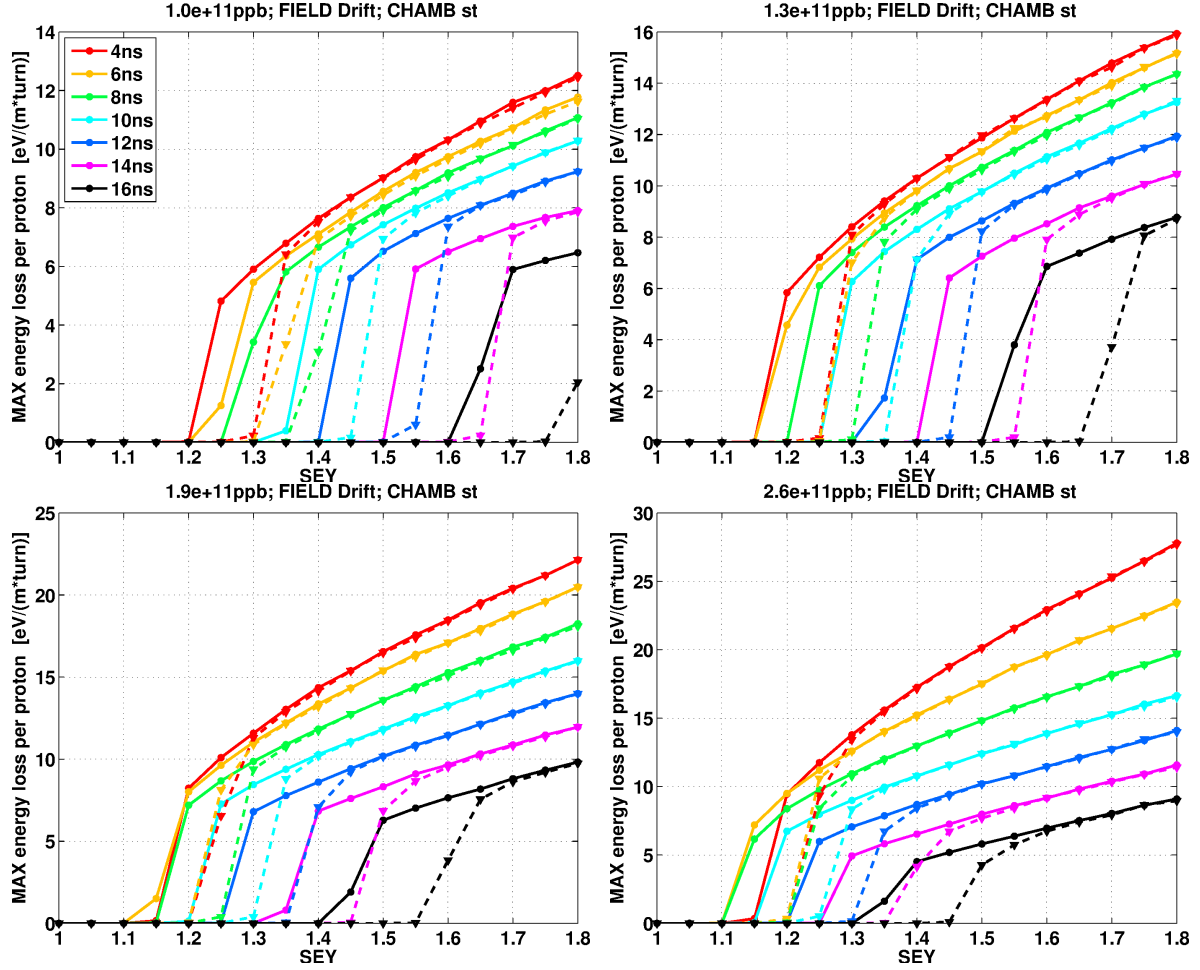 1.0e+11ppb; FIELD Drift; CHAMB st
MAX energy loss per proton [eV/(m*turn)]
14
12
10
8
6
4
2
0
4ns
6ns
8ns
10ns
12ns
14ns
16ns
1 1.1 1.2 1.3 1.4 1.5 1.6 1.7 1.8
SEY
1.3e+11ppb; FIELD Drift; CHAMB st
MAX energy loss per proton [eV/(m*turn)]
16
14
12
10
8
6
4
2
0
1 1.1 1.2 1.3 1.4 1.5 1.6 1.7 1.8
SEY
1.9e+11ppb; FIELD Drift; CHAMB st
MAX energy loss per proton [eV/(m*turn)]
25
20
15
10
5
0
1 1.1 1.2 1.3 1.4 1.5 1.6 1.7 1.8
SEY
2.6e+11ppb; FIELD Drift; CHAMB st
MAX energy loss per proton [eV/(m*turn)]
30
25
20
15
10
5
0
1 1.1 1.2 1.3 1.4 1.5 1.6 1.7 1.8
SEY